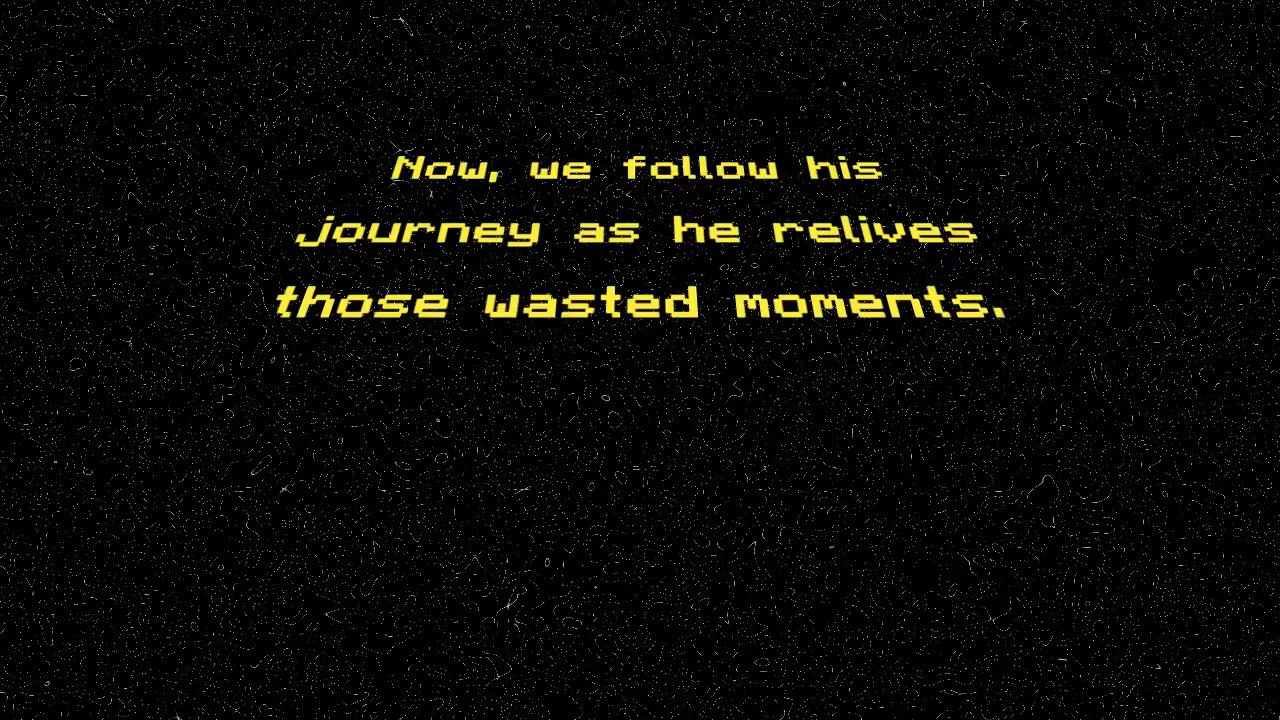 Now, we follow his
journey as he relives
those wasted moments.